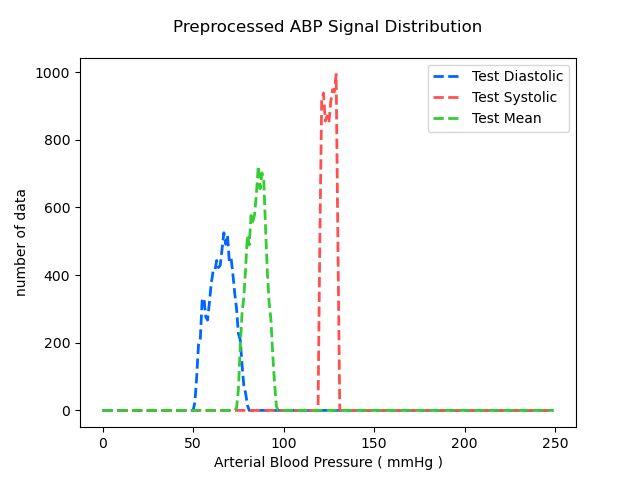 Preprocessed ABP Signal Distribution
Test Diastolic
Test Systolic
Test Mean
1000
800
600
400
200
0
number of data
0 50 100 150 200 250
Arterial Blood Pressure ( mmHg )